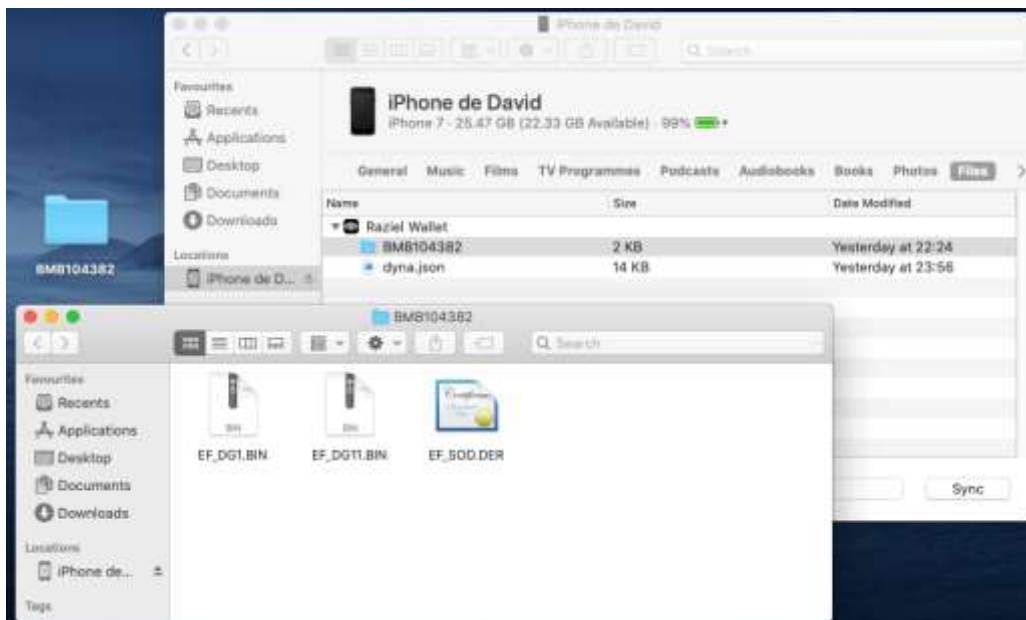 iPhone de David
Search
Favourites
Recents
Applications
Desktop
Documents
Downloads
Locations
iPhone de D...
iPhone de David
iPhone 7 - 25.47 GB (22.33 GB Available) 99%
General Music Films TV Programmes Podcasts Audiobooks Books Photos Files
Name Size Date Modified
Raziel Wallet
BMB104382 2 KB Yesterday at 22:24
dyna.json 14 KB Yesterday at 23:56
Sync
BMB104382
BMB104382
Search
Favourites
Recents
Applications
Desktop
Documents
Downloads
Locations
iPhone de...
Tags
BIN
EF_DG1.BIN
BIN
EF_DG11.BIN
EF_SOD.DER